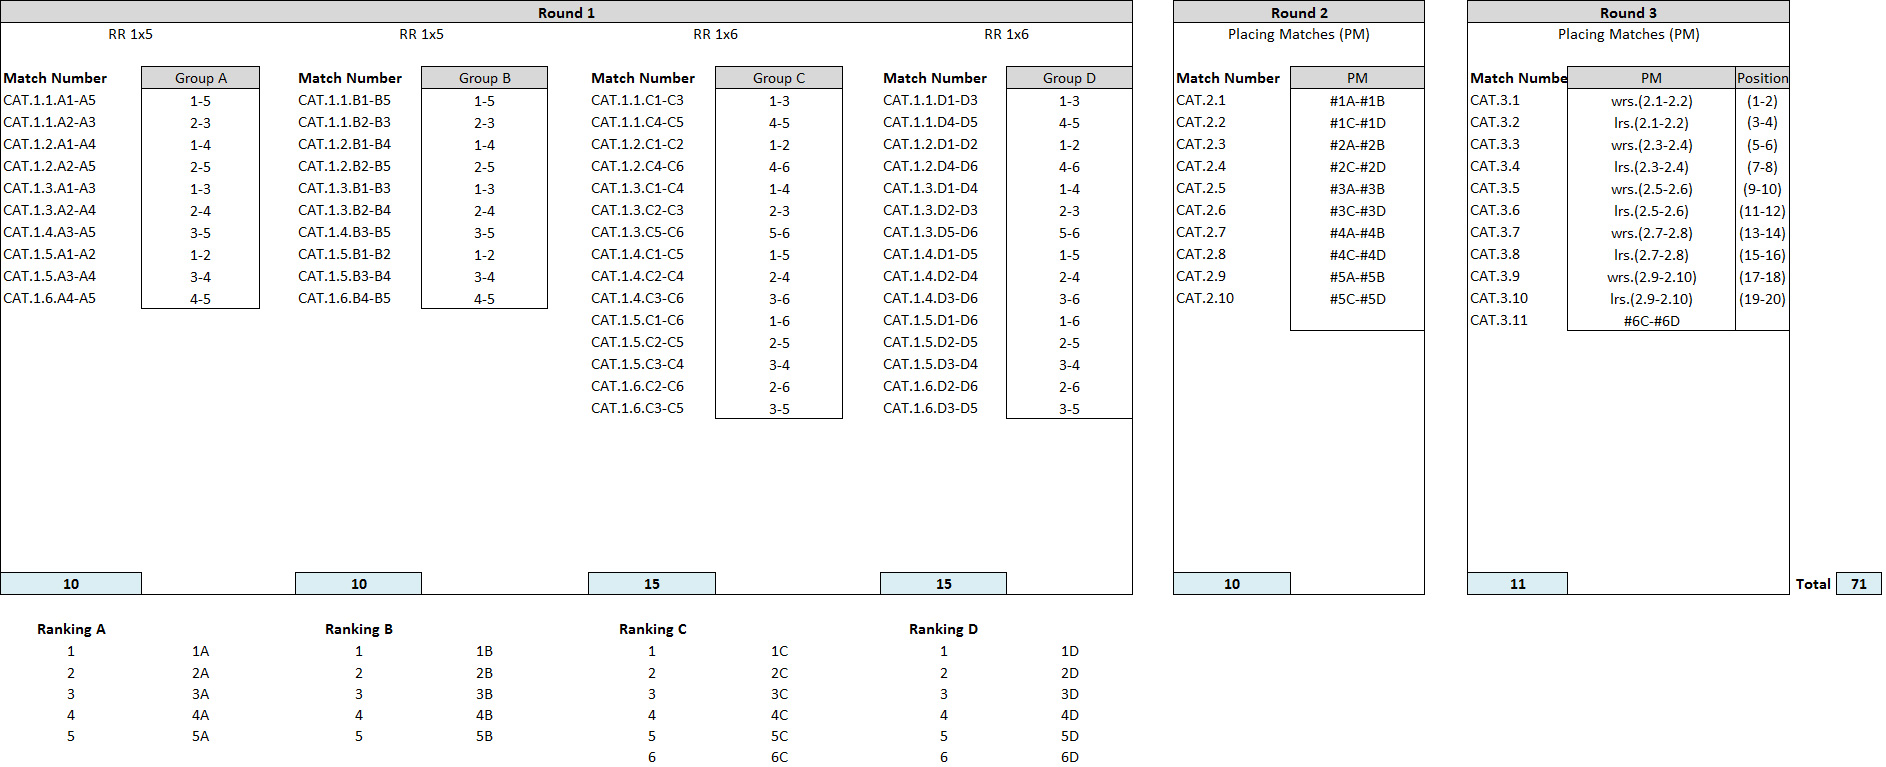 Round 1 Round 2 Round 3
RR 1x5 RR 1x5 RR 1x6 RR 1x6 Placing Matches (PM) Placing Matches (PM)
Match Number Group A Match Number Group B Match Number Group C Match Number Group D Match Number PM Match Numbe PM Position
CAT.1.1.A1-A5 1-5 CAT.1.1.B1-B5 1-5 CAT.1.1.C1-C3 1-3 CAT.1.1.D1-D3 1-3 CAT.2.1 #1A-#1B CAT.3.1 wrs.(2.1-2.2) (1-2)
CAT.1.1.A2-A3 2-3 CAT.1.1.B2-B3 2-3 CAT.1.1.C4-C5 4-5 CAT.1.1.D4-D5 4-5 CAT.2.2 #1C-#1D CAT.3.2 lrs.(2.1-2.2) (3-4)
CAT.1.2.A1-A4 1-4 CAT.1.2.B1-B4 1-4 CAT.1.2.C1-C2 1-2 CAT.1.2.D1-D2 1-2 CAT.2.3 #2A-#2B CAT.3.3 wrs.(2.3-2.4) (5-6)
CAT.1.2.A2-A5 2-5 CAT.1.2.B2-B5 2-5 CAT.1.2.C4-C6 4-6 CAT.1.2.D4-D6 4-6 CAT.2.4 #2C-#2D CAT.3.4 lrs.(2.3-2.4) (7-8)
CAT.1.3.A1-A3 1-3 CAT.1.3.B1-B3 1-3 CAT.1.3.C1-C4 1-4 CAT.1.3.D1-D4 1-4 CAT.2.5 #3A-#3B CAT.3.5 wrs.(2.5-2.6) (9-10)
CAT.1.3.A2-A4 2-4 CAT.1.3.B2-B4 2-4 CAT.1.3.C2-C3 2-3 CAT.1.3.D2-D3 2-3 CAT.2.6 #3C-#3D CAT.3.6 lrs.(2.5-2.6) (11-12)
CAT.1.4.A3-A5 3-5 CAT.1.4.B3-B5 3-5 CAT.1.3.C5-C6 5-6 CAT.1.3.D5-D6 5-6 CAT.2.7 #4A-#4B CAT.3.7 wrs.(2.7-2.8) (13-14)
CAT.1.5.A1-A2 1-2 CAT.1.5.B1-B2 1-2 CAT.1.4.C1-C5 1-5 CAT.1.4.D1-D5 1-5 CAT.2.8 #4C-#4D CAT.3.8 lrs.(2.7-2.8) (15-16)
CAT.1.5.A3-A4 3-4 CAT.1.5.B3-B4 3-4 CAT.1.4.C2-C4 2-4 CAT.1.4.D2-D4 2-4 CAT.2.9 #5A-#5B CAT.3.9 wrs.(2.9-2.10) (17-18)
CAT.1.6.A4-A5 4-5 CAT.1.6.B4-B5 4-5 CAT.1.4.C3-C6 3-6 CAT.1.4.D3-D6 3-6 CAT.2.10 #5C-#5D CAT.3.10 lrs.(2.9-2.10) (19-20)
CAT.1.5.C1-C6 1-6 CAT.1.5.D1-D6 1-6 CAT.3.11 #6C-#6D
CAT.1.5.C2-C5 2-5 CAT.1.5.D2-D5 2-5
CAT.1.5.C3-C4 3-4 CAT.1.5.D3-D4 3-4
CAT.1.6.C2-C6 2-6 CAT.1.6.D2-D6 2-6
CAT.1.6.C3-C5 3-5 CAT.1.6.D3-D5 3-5
10 10 15 15 10 11 Total 71
Ranking A Ranking B Ranking C Ranking D
1 1A 1 1B 1 1C 1 1D
2 2A 2 2B 2 2C 2 2D
3 3A 3 3B 3 3C 3 3D
4 4A 4 4B 4 4C 4 4D
5 5A 5 5B 5 5C 5 5D
6 6C 6 6D